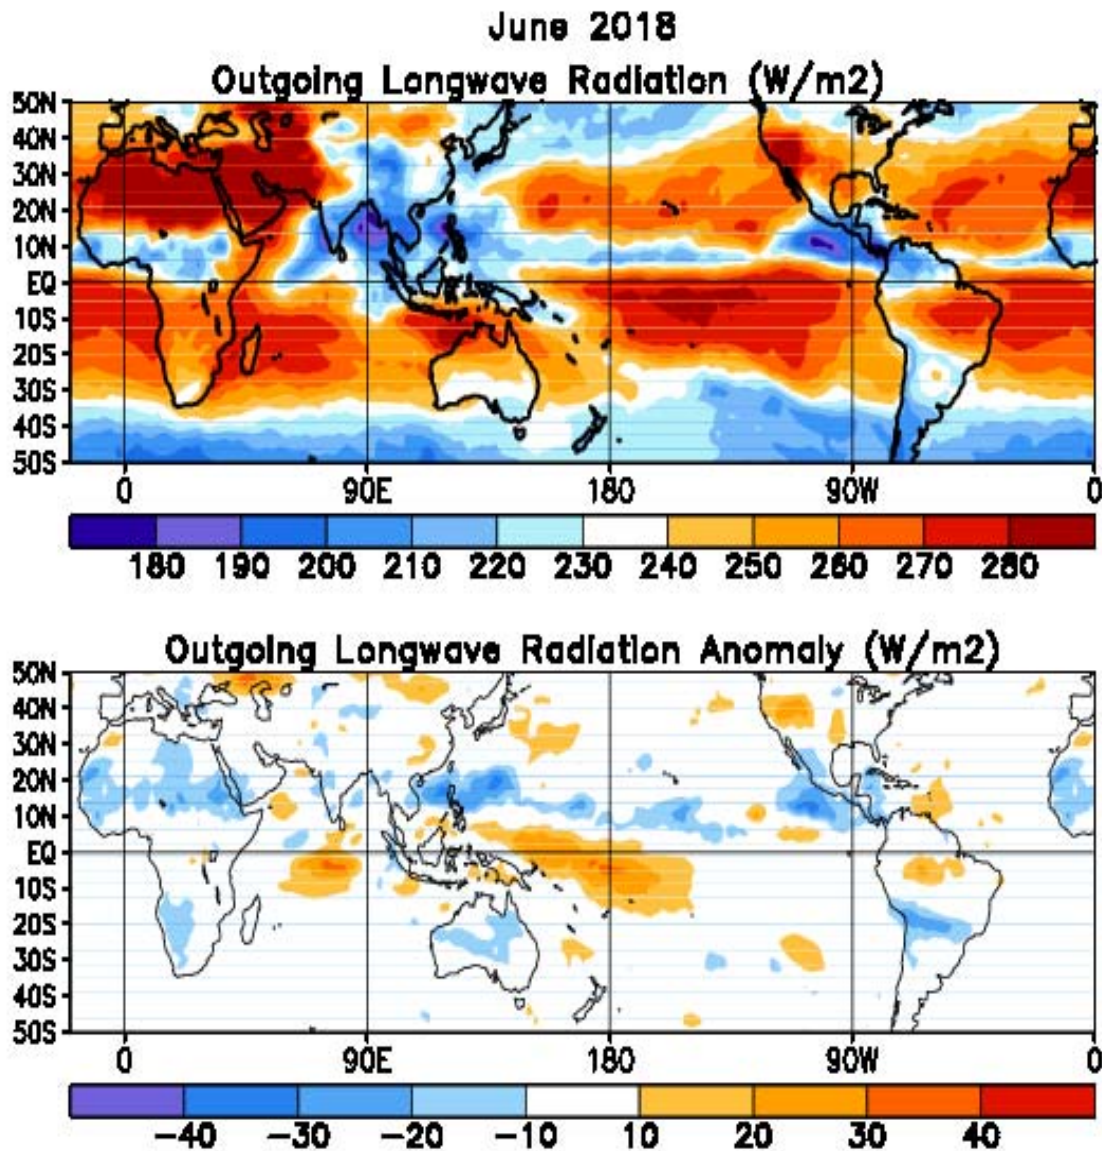 June 2018
Outgoing Longwave Radiation (W/m2)
50N
40N
30N
20N
10N
EQ
10S
20S
30S
40S
50S
0 90E 180 90W 0
180 190 200 210 220 230 240 250 260 270 280
Outgoing Longwave Radiation Anomaly (W/m2)
50N
40N
30N
20N
10N
EQ
10S
20S
30S
40S
50S
0 90E 180 90W 0
-40 -30 -20 -10 10 20 30 40